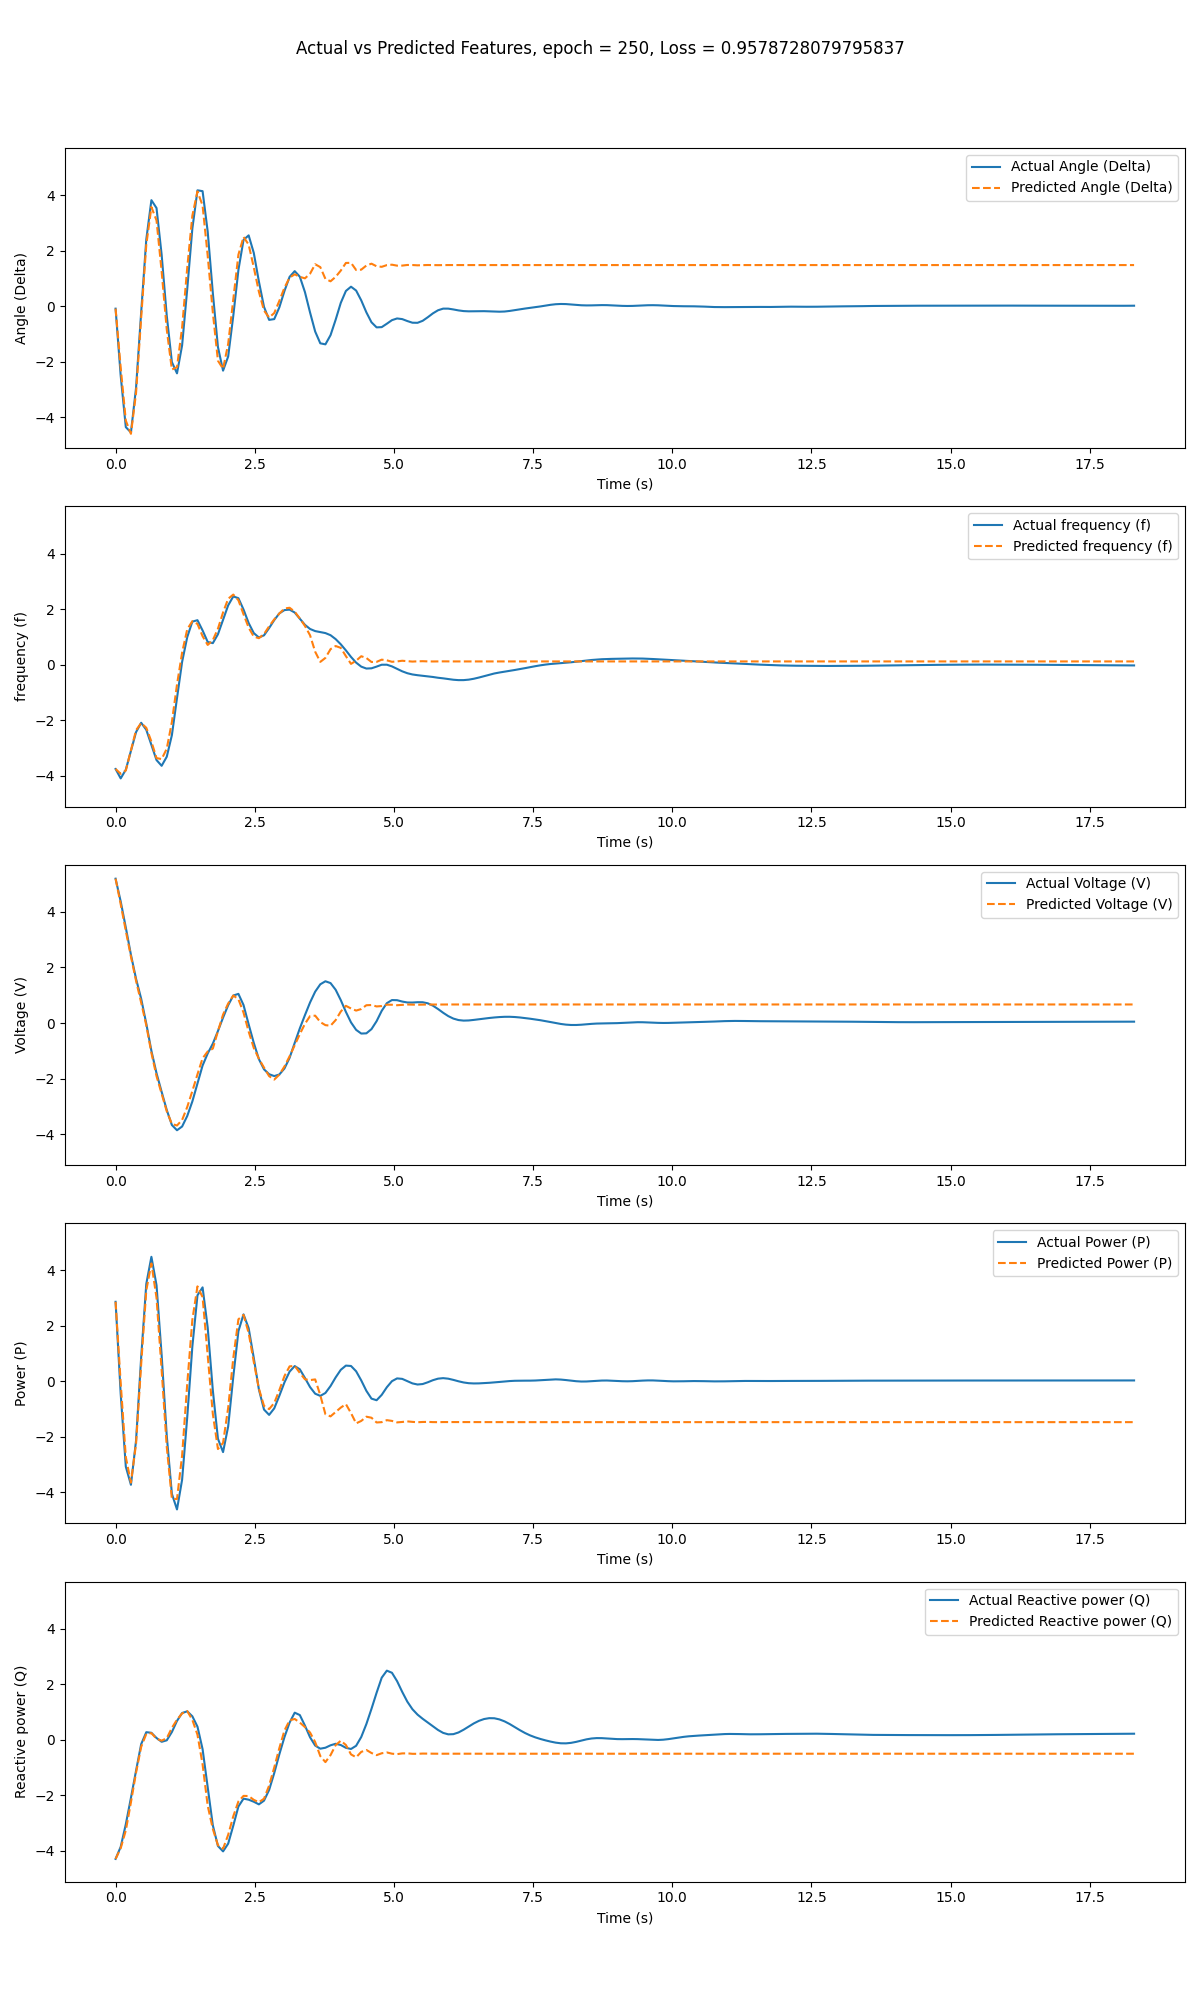 Actual vs Predicted Features, epoch = 250, Loss = 0.9578728079795837
Actual Angle (Delta)
Predicted Angle (Delta)
Angle (Delta)
4
2
0
−2
−4
0.0 2.5 5.0 7.5 10.0 12.5 15.0 17.5
Time (s)
Actual frequency (f)
Predicted frequency (f)
frequency (f)
4
2
0
−2
−4
0.0 2.5 5.0 7.5 10.0 12.5 15.0 17.5
Time (s)
Actual Voltage (V)
Predicted Voltage (V)
Voltage (V)
4
2
0
−2
−4
0.0 2.5 5.0 7.5 10.0 12.5 15.0 17.5
Time (s)
Actual Power (P)
Predicted Power (P)
Power (P)
4
2
0
−2
−4
0.0 2.5 5.0 7.5 10.0 12.5 15.0 17.5
Time (s)
Actual Reactive power (Q)
Predicted Reactive power (Q)
Reactive power (Q)
4
2
0
−2
−4
0.0 2.5 5.0 7.5 10.0 12.5 15.0 17.5
Time (s)